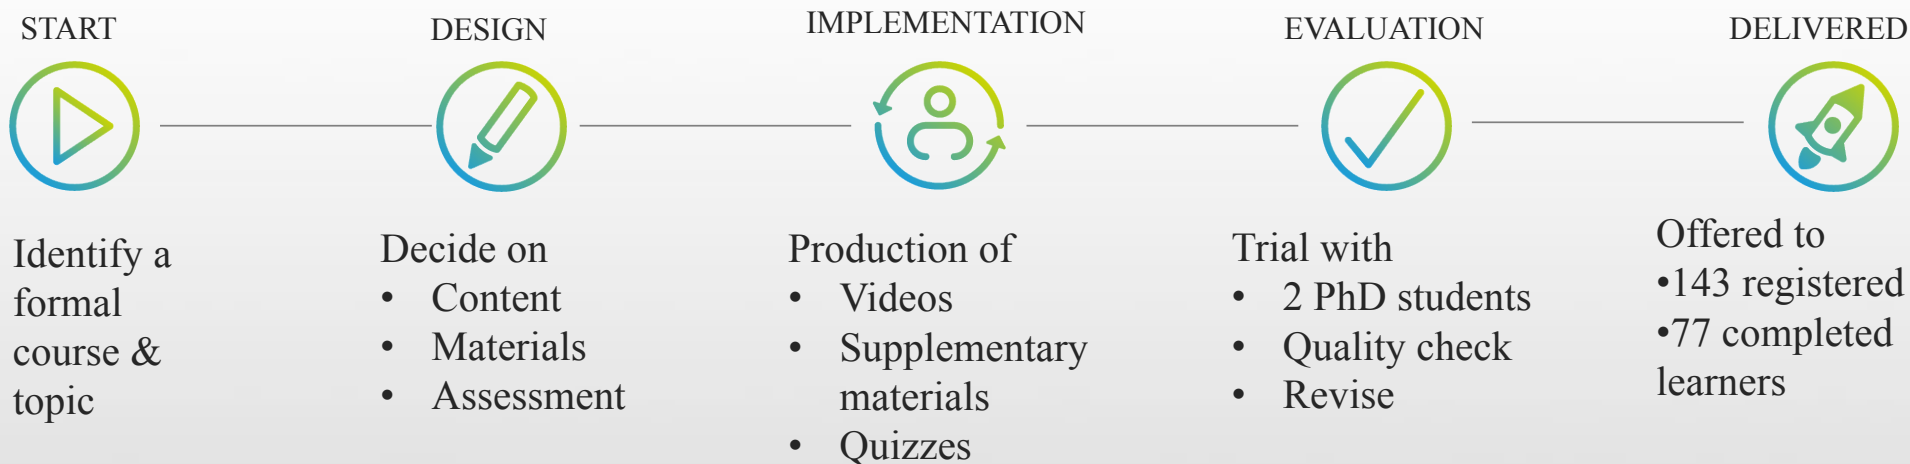 START
Identify a
formal
course &
topic
DESIGN
Decide on
• Content
• Materials
• Assessment
IMPLEMENTATION
Production of
• Videos
• Supplementary
materials
• Quizzes
EVALUATION
Trial with
• 2 PhD students
• Quality check
• Revise
DELIVERED
Offered to
•143 registered
•77 completed
learners